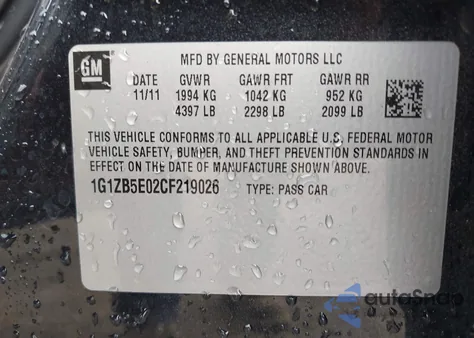 GM
MFD BY GENERAL MOTORS LLC
DATE GVWR GAWR FRT GAWR RR
11/11 1994 KG 1042 KG 952 KG
4397 LB 2298 LB 2099 LB
THIS VEHICLE CONFORMS TO ALL APPLICABLE U.S. FEDERAL MOTOR
VEHICLE SAFETY, BUMPER, AND THEFT PREVENTION STANDARDS IN
EFFECT ON THE DATE OF MANUFACTURE SHOWN ABOVE.
1G1ZB5E02CF219026 TYPE: PASS CAR
autoSnap